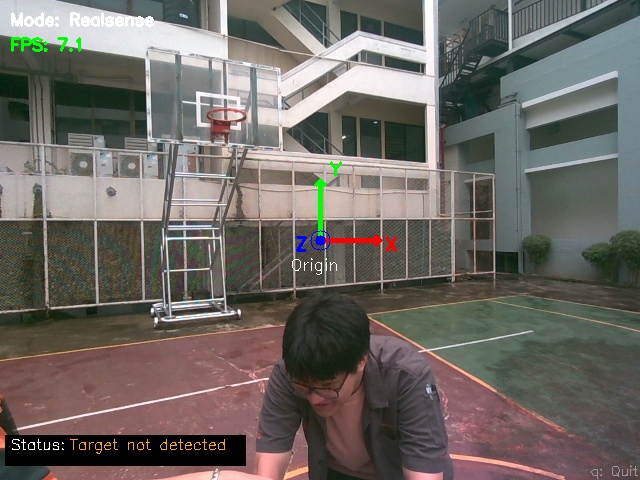 Mode: Realsense
FPS: 7.1
Y
Z
X
Origin
Status: Target not detected
q: Quit